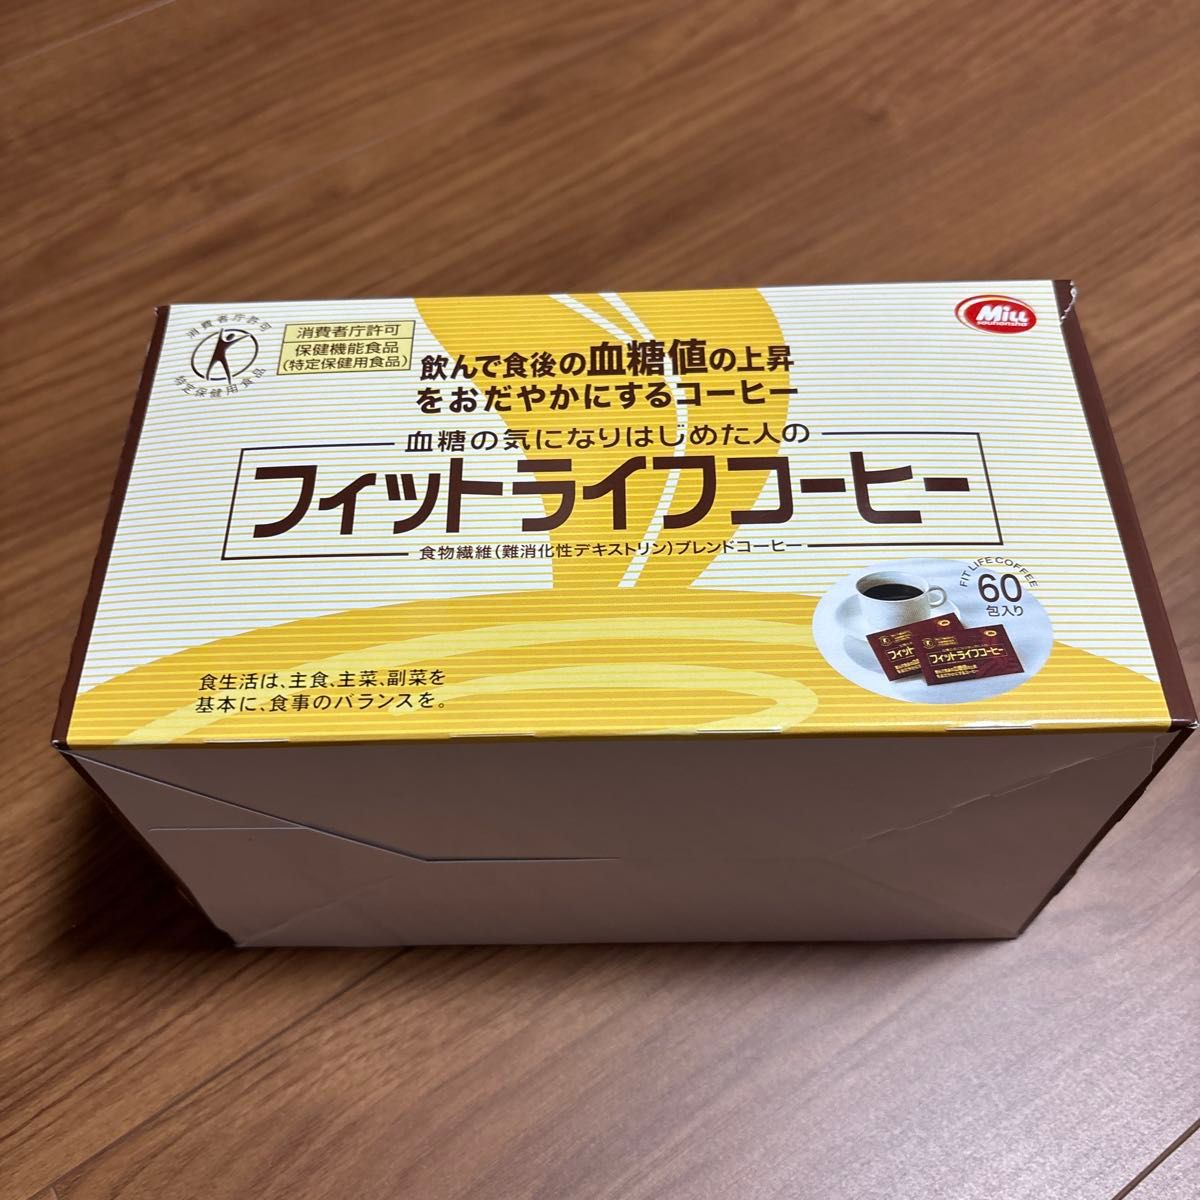 消費者庁許可
特定保健用食品
消費者庁許可
保健機能食品
(特定保健用食品)
Mill
souhonsha
飲んで食後の血糖値の上昇
をおだやかにするコーヒー
血糖の気になりはじめた人の
フィットライフコーヒー
食物繊維(難消化性デキストリン)ブレンドコーヒー
FIT LIFE COFFEE
60
包入り
Mill
フィットライフコーヒー
食生活は、主食、主菜、副菜を
基本に、食事のバランスを。